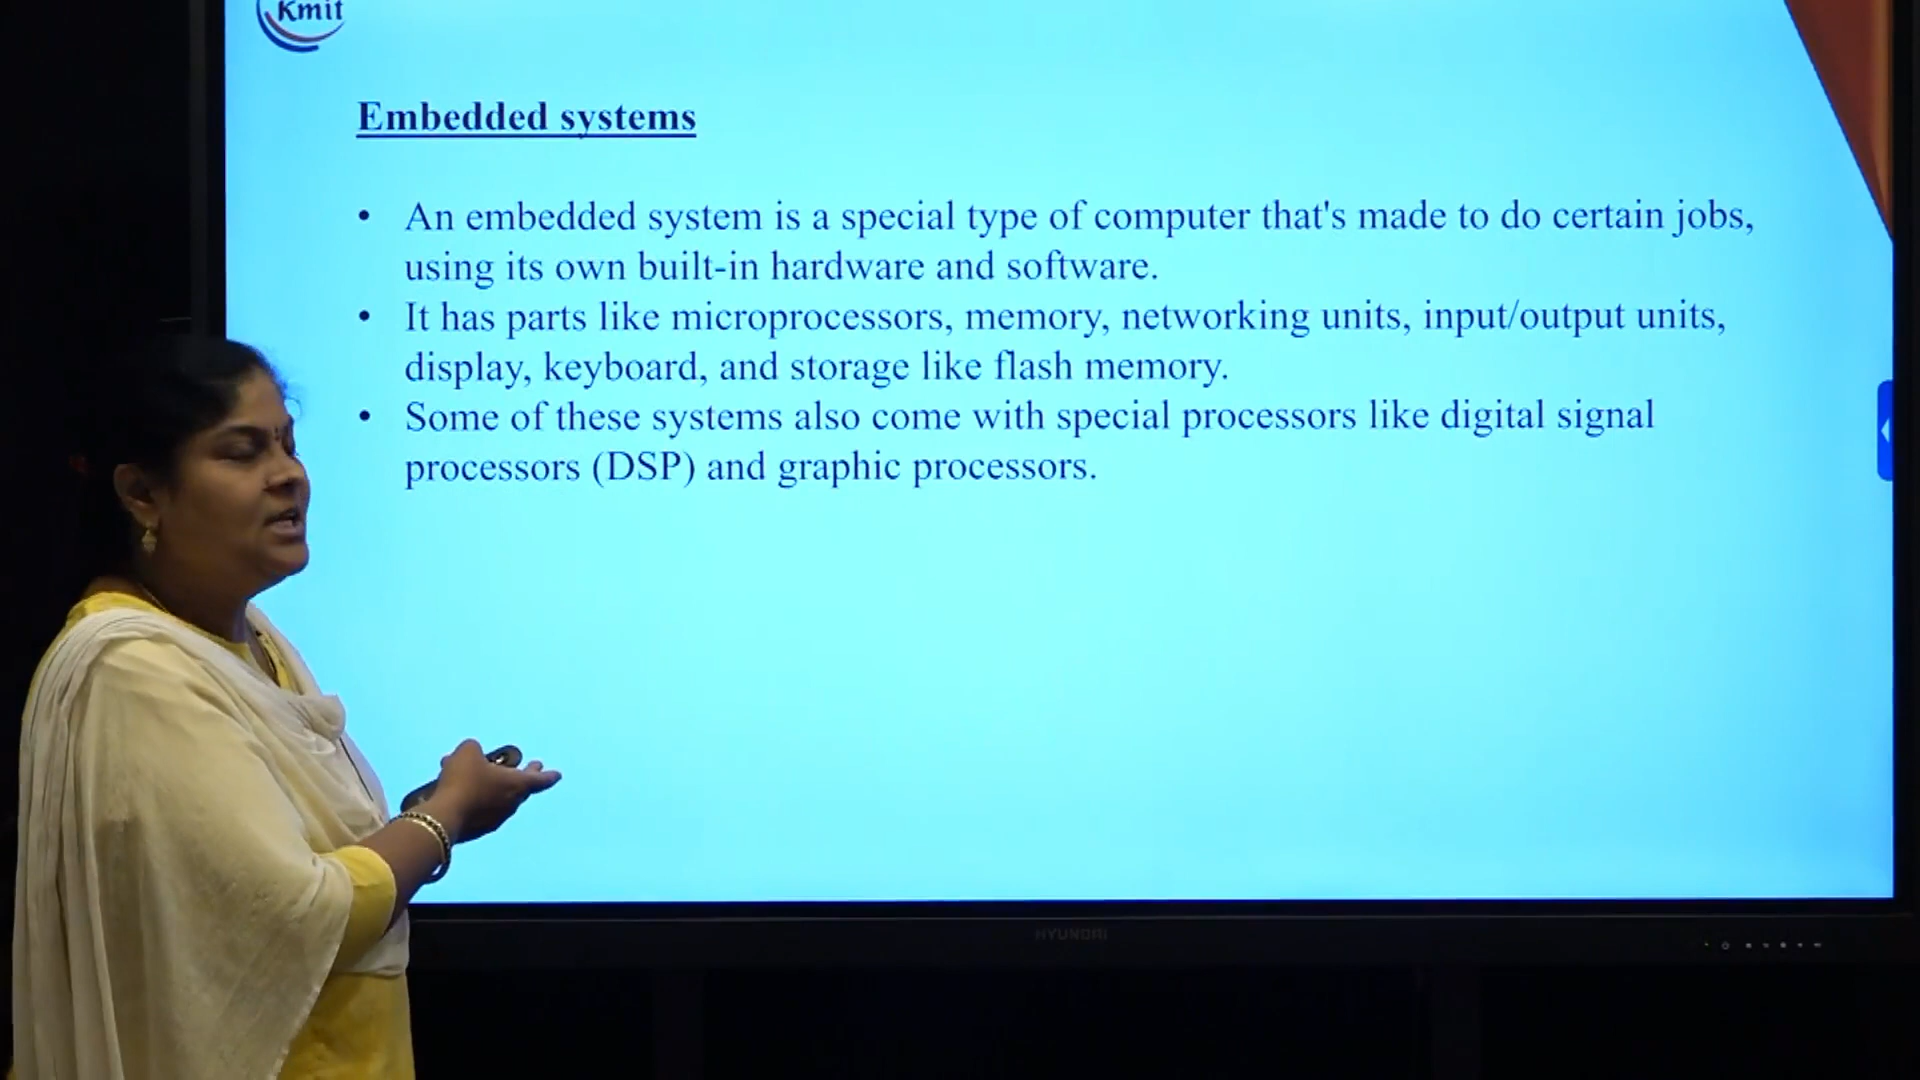 Kmit
Embedded systems
• An embedded system is a special type of computer that's made to do certain jobs,
using its own built-in hardware and software.
• It has parts like microprocessors, memory, networking units, input/output units,
display, keyboard, and storage like flash memory.
• Some of these systems also come with special processors like digital signal
processors (DSP) and graphic processors.
HYUNDAI